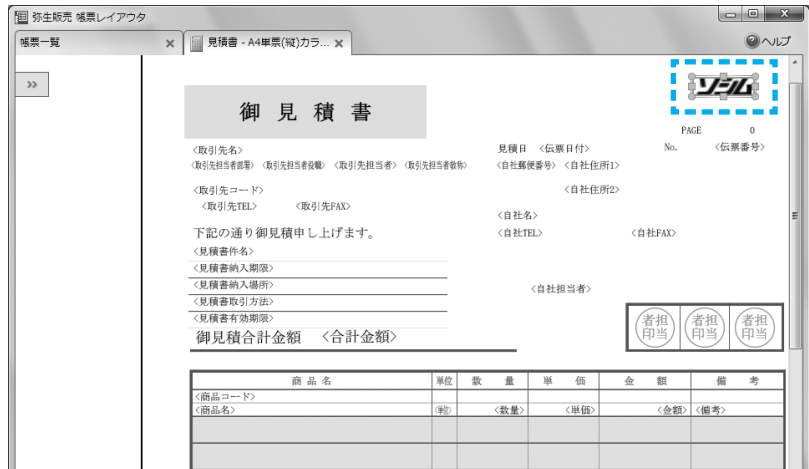 弥生販売 帳票レイアウタ
帳票一覧 × 見積書 - A4単票(縦)カラ... × ヘルプ
>>
ソシム
御 見 積 書
PAGE 0
<取引先名> 見積日 <伝票日付> No. <伝票番号>
<取引先担当者部署> <取引先担当者役職> <取引先担当者> <取引先担当者敬称> <自社郵便番号> <自社住所1>
<取引先コード> <自社住所2>
<取引先TEL> <取引先FAX>
<自社名>
下記の通り御見積申し上げます。 <自社TEL> <自社FAX>
<見積書件名>
<見積書納入期限>
<見積書納入場所> <自社担当者>
<見積書取引方法>
<見積書有効期限>
御見積合計金額 <合計金額>
者担印当 者担印当 者担印当
商 品 名 単位 数 量 単 価 金 額 備 考
<商品コード>
<商品名> <単位> <数量> <単価> <金額> <備考>